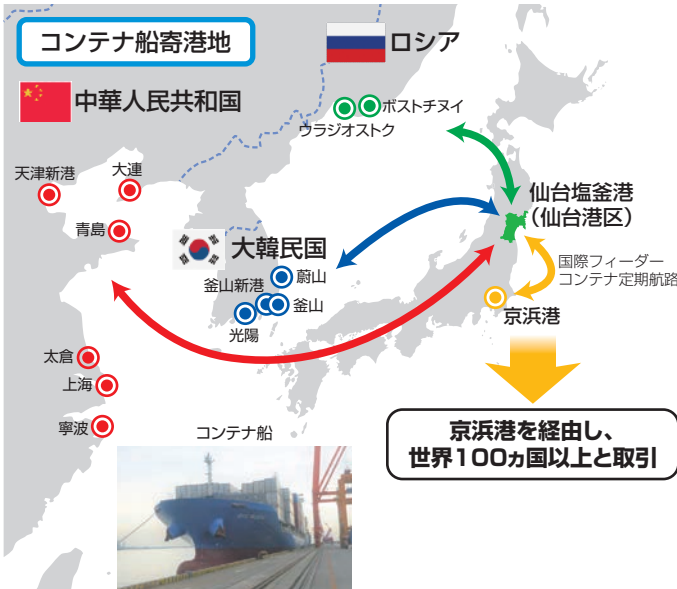 コンテナ船寄港地
ロシア
中華人民共和国
ボストチヌイ
ウラジオストク
天津新港
大連
青島
仙台塩釜港
(仙台港区)
大韓民国
蔚山
釜山新港
釜山
光陽
国際フィーダー
コンテナ定期航路
京浜港
太倉
上海
寧波
コンテナ船
京浜港を経由し、
世界100ヵ国以上と取引